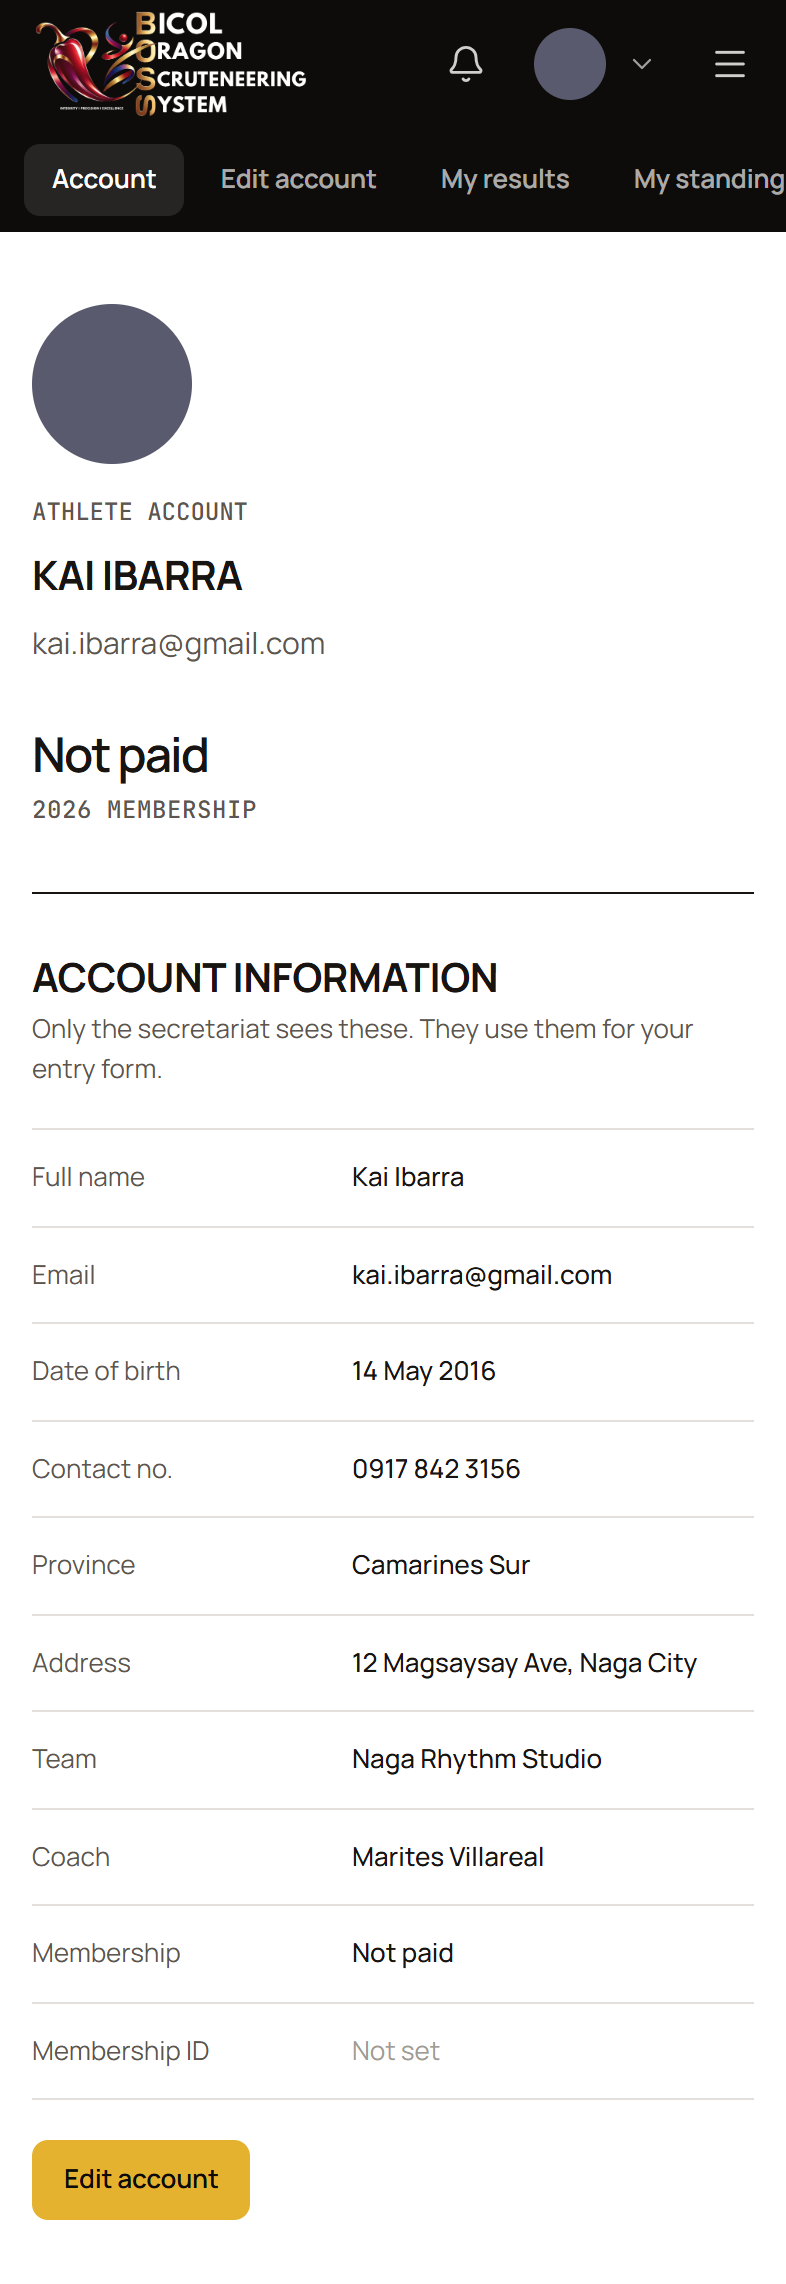 BICOL
DRAGON
SCRUTENEERING
SYSTEM
INTEGRITY | PRECISION | EXCELLENCE
Account
Edit account
My results
My standing
ATHLETE ACCOUNT
KAI IBARRA
kai.ibarra@gmail.com
Not paid
2026 MEMBERSHIP
ACCOUNT INFORMATION
Only the secretariat sees these. They use them for your
entry form.
Full name
Kai Ibarra
Email
kai.ibarra@gmail.com
Date of birth
14 May 2016
Contact no.
0917 842 3156
Province
Camarines Sur
Address
12 Magsaysay Ave, Naga City
Team
Naga Rhythm Studio
Coach
Marites Villareal
Membership
Not paid
Membership ID
Not set
Edit account